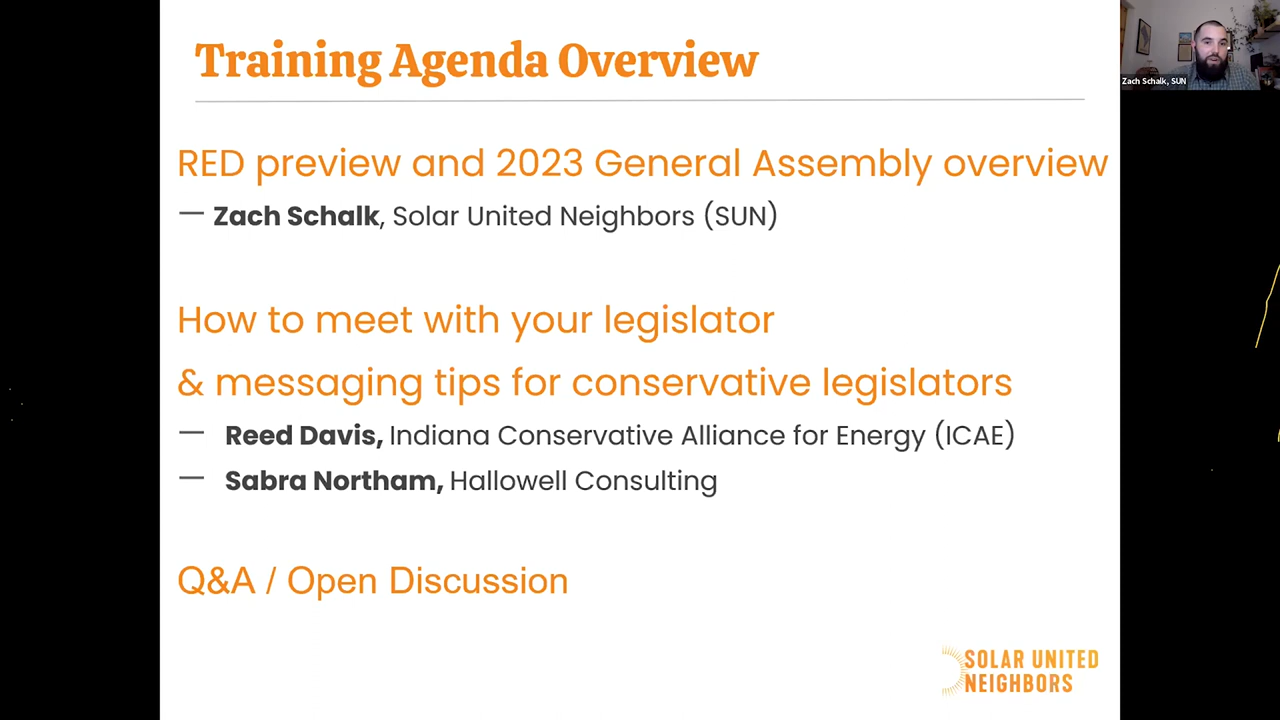 Training Agenda Overview
Zach Schalk, SUN
RED preview and 2023 General Assembly overview
— Zach Schalk, Solar United Neighbors (SUN)
How to meet with your legislator
& messaging tips for conservative legislators
— Reed Davis, Indiana Conservative Alliance for Energy (ICAE)
— Sabra Northam, Hallowell Consulting
Q&A / Open Discussion
SOLAR UNITED
NEIGHBORS